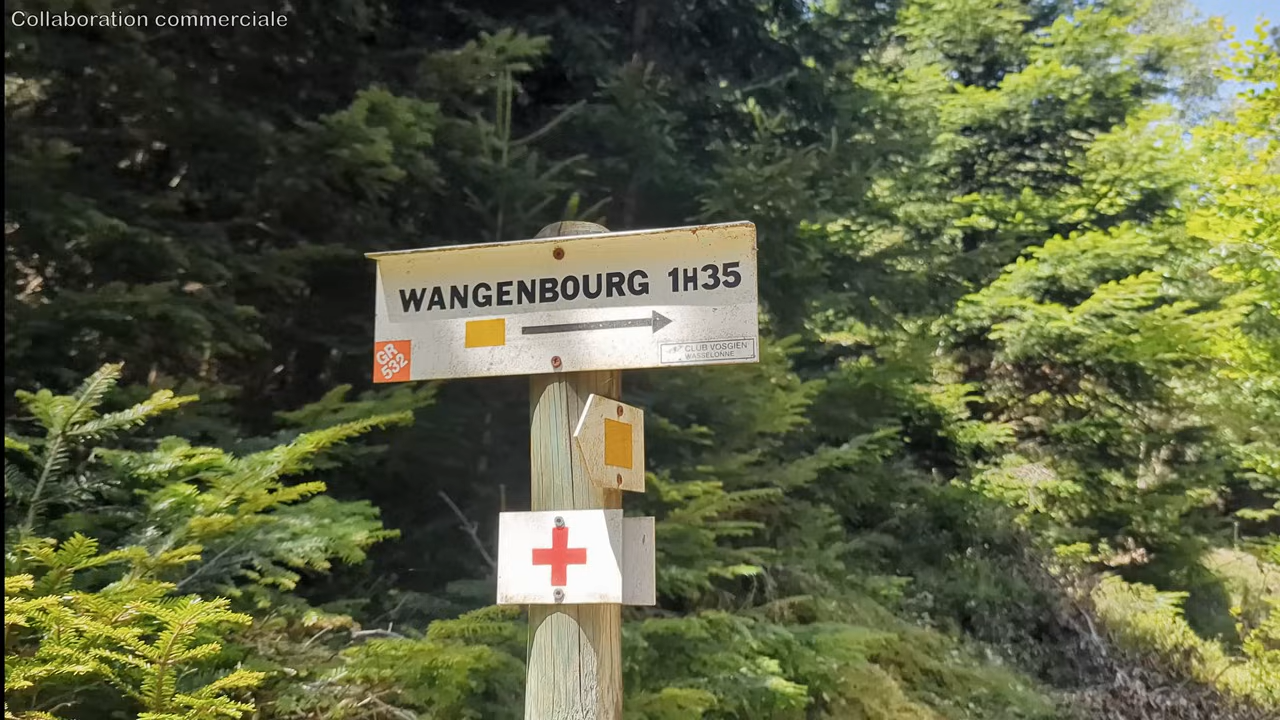 Collaboration commerciale
WANGENBOURG 1H35
GR
532
CLUB VOSGIEN
WASSELONNE